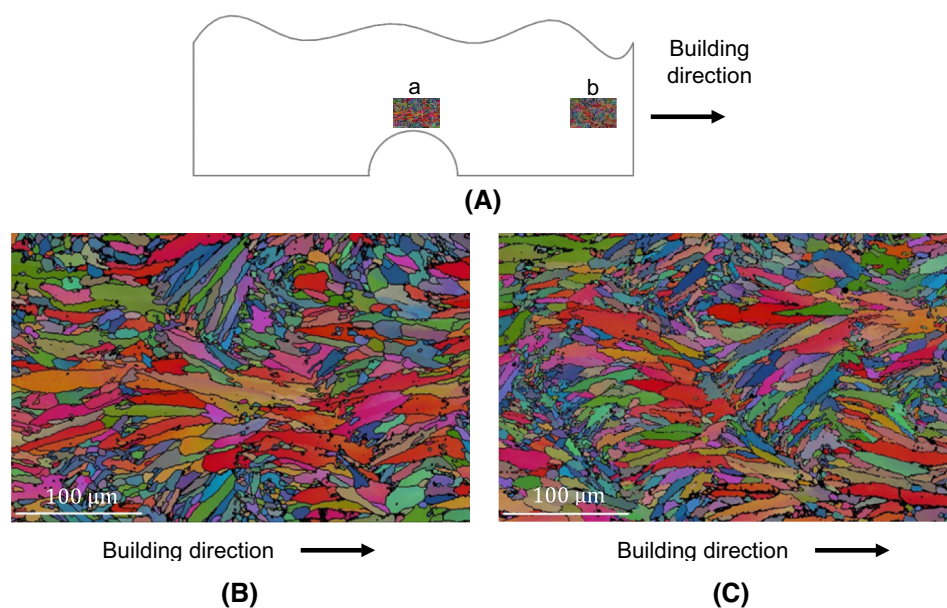 Building
direction
a
b
(A)
100 μm
100 μm
Building direction
Building direction
(B)
(C)